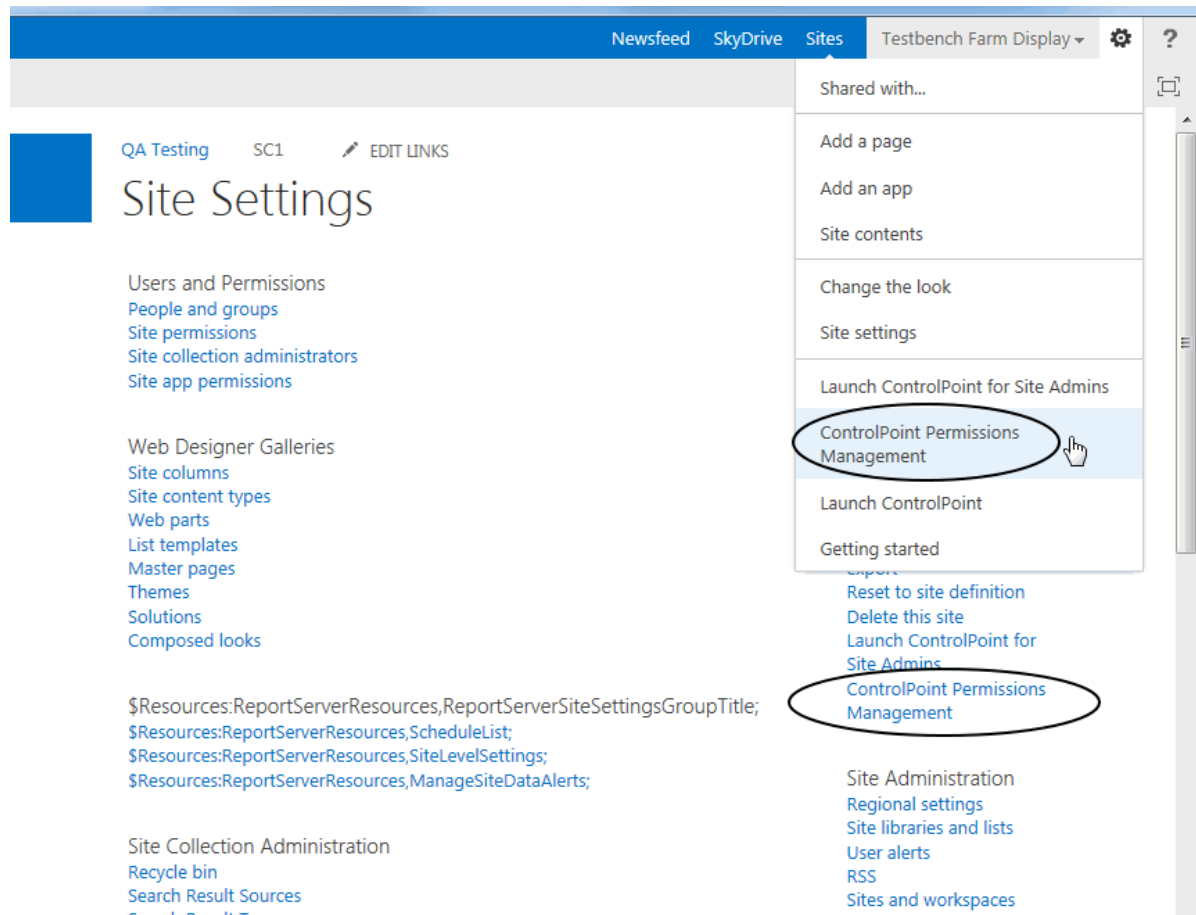 Newsfeed SkyDrive Sites Testbench Farm Display ?
Shared with...
Add a page
Add an app
Site contents
Change the look
Site settings
Launch ControlPoint for Site Admins
ControlPoint Permissions
Management
Launch ControlPoint
Getting started
QA Testing SC1 EDIT LINKS
Site Settings
Users and Permissions
People and groups
Site permissions
Site collection administrators
Site app permissions
Web Designer Galleries
Site columns
Site content types
Web parts
List templates
Master pages
Themes
Solutions
Composed looks
$Resources:ReportServerResources,ReportServerSiteSettingsGroupTitle;
$Resources:ReportServerResources,ScheduleList;
$Resources:ReportServerResources,SiteLevelSettings;
$Resources:ReportServerResources,ManageSiteDataAlerts;
Site Collection Administration
Recycle bin
Search Result Sources
Reset to site definition
Delete this site
Launch ControlPoint for
Site Admins
ControlPoint Permissions
Management
Site Administration
Regional settings
Site libraries and lists
User alerts
RSS
Sites and workspaces